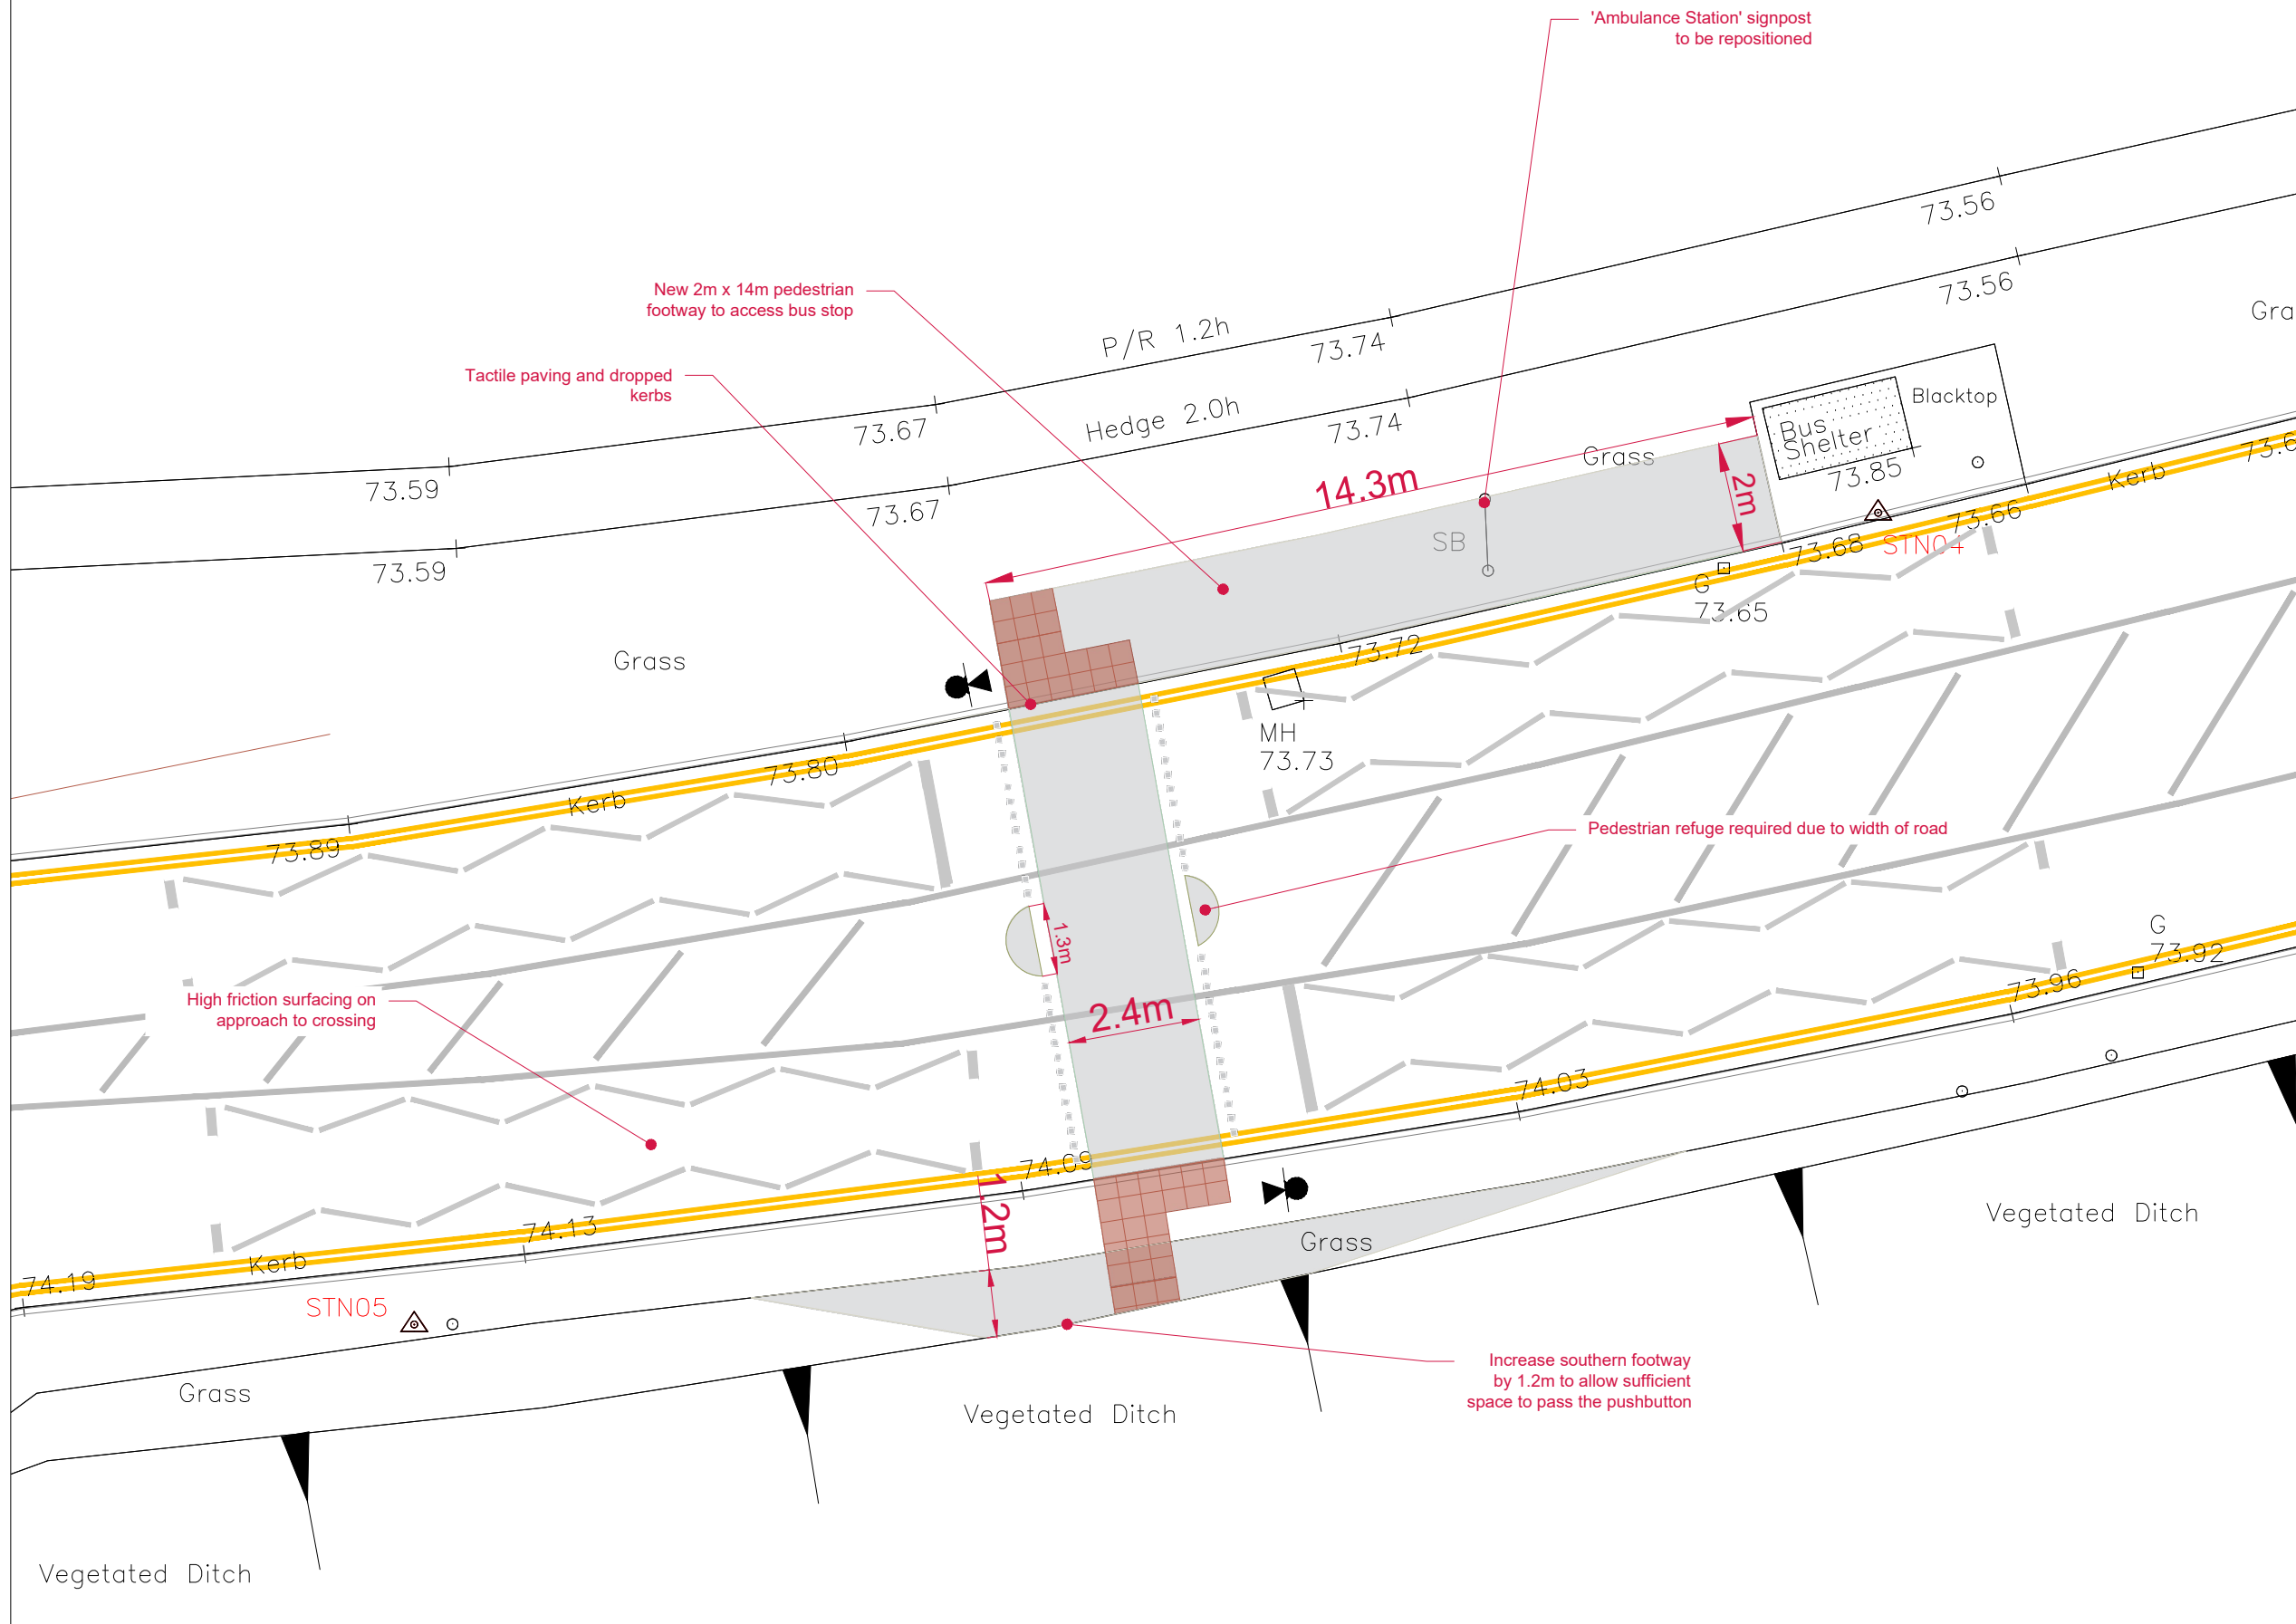 'Ambulance Station' signpost
to be repositioned
73.56
73.56
New 2m x 14m pedestrian
footway to access bus stop
P/R 1.2h
73.74
Gra
Tactile paving and dropped
kerbs
Blacktop
Hedge 2.0h
73.67
73.74
Bus
Shelter
Grass
73.59
14.3m
2m
73.85
Kerb
73.6
73.67
73.66
SB
73.68
STN04
73.59
G
73.65
73.72
Grass
MH
73.73
73.80
Kerb
73.89
Pedestrian refuge required due to width of road
1.3m
G
73.92
High friction surfacing on
approach to crossing
2.4m
73.96
74.03
74.09
1.2m
74.13
Kerb
74.19
Grass
Vegetated Ditch
STN05
Increase southern footway
by 1.2m to allow sufficient
space to pass the pushbutton
Grass
Vegetated Ditch
Vegetated Ditch